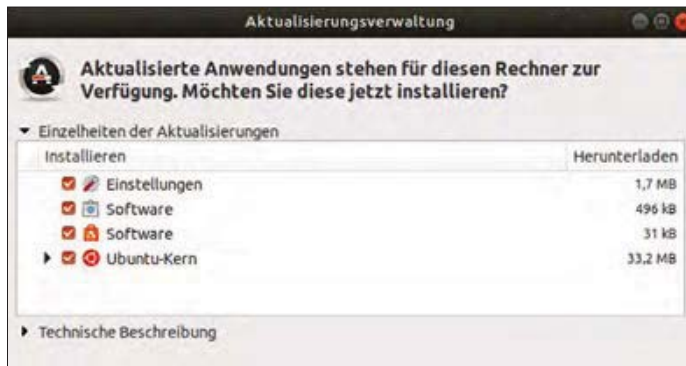 Aktualisierungsverwaltung
Aktualisierte Anwendungen stehen für diesen Rechner zur
Verfügung. Möchten Sie diese jetzt installieren?
Einzelheiten der Aktualisierungen
Installieren Herunterladen
Einstellungen 1,7 MB
Software 496 kB
Software 31 kB
Ubuntu-Kern 33,2 MB
Technische Beschreibung